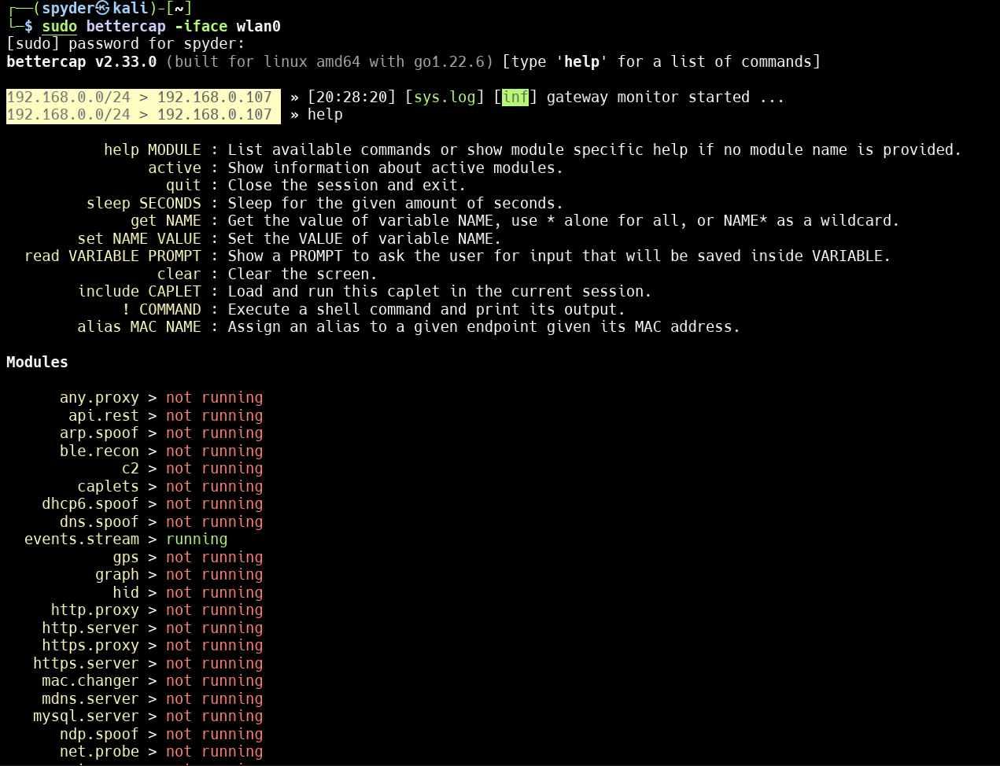 ┌──(spyder㉿kali)-[~]
└─$ sudo bettercap -iface wlan0
[sudo] password for spyder:
bettercap v2.33.0 (built for linux amd64 with go1.22.6) [type 'help' for a list of commands]
192.168.0.0/24 > 192.168.0.107 » [20:28:20] [sys.log] [inf] gateway monitor started ...
192.168.0.0/24 > 192.168.0.107 » help
help MODULE : List available commands or show module specific help if no module name is provided.
active : Show information about active modules.
quit : Close the session and exit.
sleep SECONDS : Sleep for the given amount of seconds.
get NAME : Get the value of variable NAME, use * alone for all, or NAME* as a wildcard.
set NAME VALUE : Set the VALUE of variable NAME.
read VARIABLE PROMPT : Show a PROMPT to ask the user for input that will be saved inside VARIABLE.
clear : Clear the screen.
include CAPLET : Load and run this caplet in the current session.
! COMMAND : Execute a shell command and print its output.
alias MAC NAME : Assign an alias to a given endpoint given its MAC address.
Modules
any.proxy > not running
api.rest > not running
arp.spoof > not running
ble.recon > not running
c2 > not running
caplets > not running
dhcp6.spoof > not running
dns.spoof > not running
events.stream > running
gps > not running
graph > not running
hid > not running
http.proxy > not running
http.server > not running
https.proxy > not running
https.server > not running
mac.changer > not running
mdns.server > not running
mysql.server > not running
ndp.spoof > not running
net.probe > not running